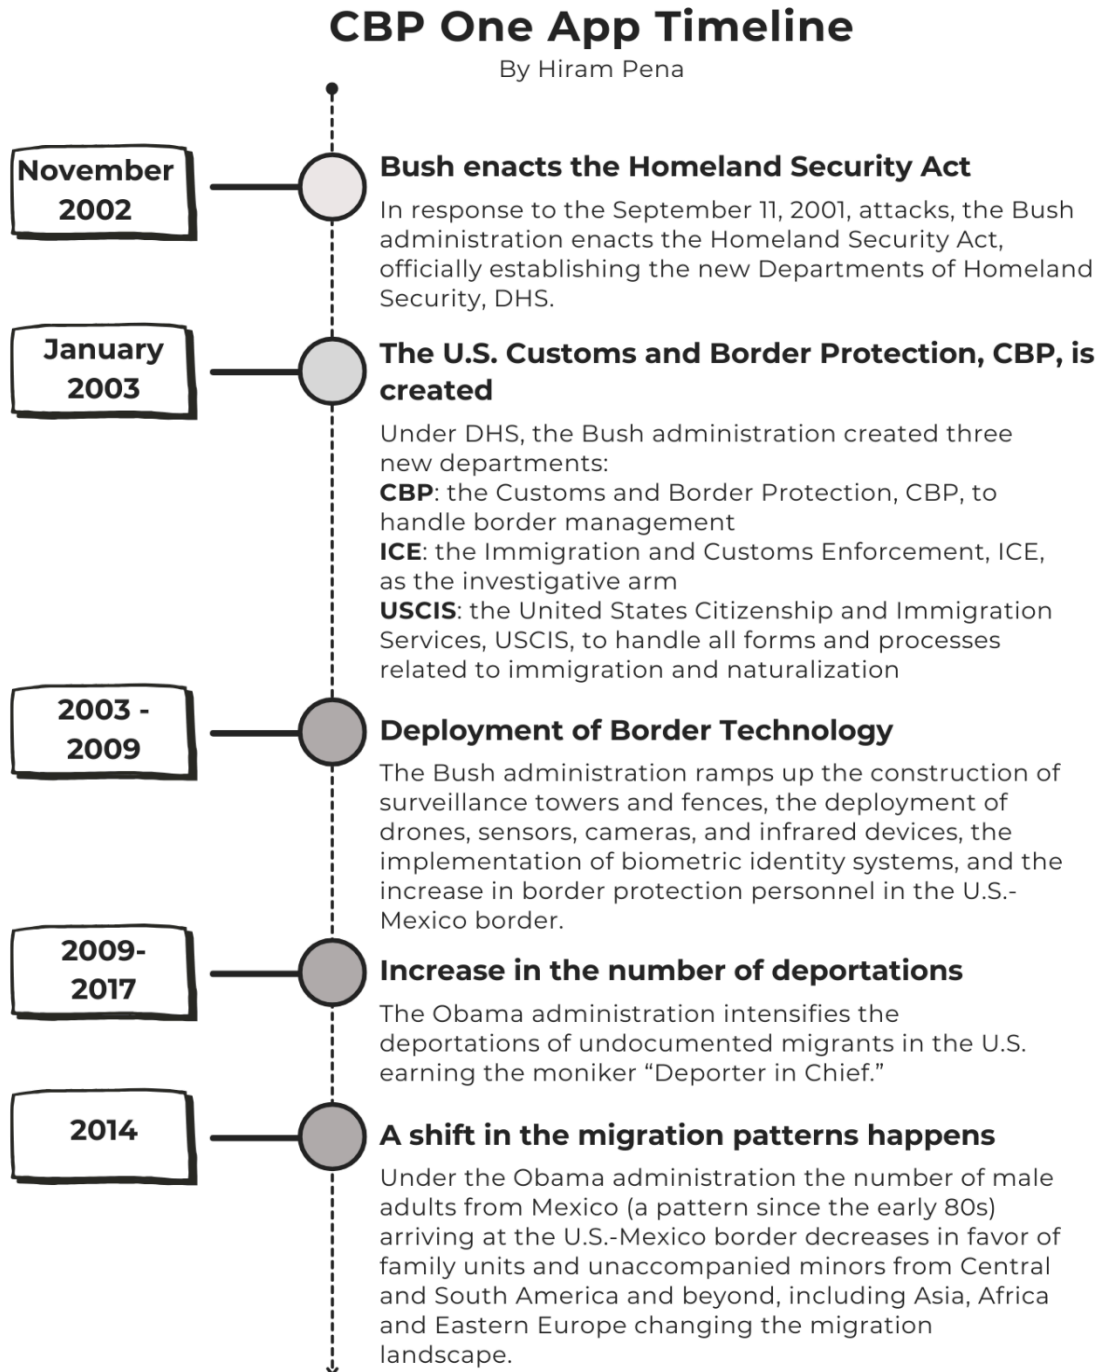 CBP One App Timeline
By Hiram Pena
November
2002
Bush enacts the Homeland Security Act
In response to the September 11, 2001, attacks, the Bush
administration enacts the Homeland Security Act,
officially establishing the new Departments of Homeland
Security, DHS.
January
2003
The U.S. Customs and Border Protection, CBP, is
created
Under DHS, the Bush administration created three
new departments:
CBP: the Customs and Border Protection, CBP, to
handle border management
ICE: the Immigration and Customs Enforcement, ICE,
as the investigative arm
USCIS: the United States Citizenship and Immigration
Services, USCIS, to handle all forms and processes
related to immigration and naturalization
2003 -
2009
Deployment of Border Technology
The Bush administration ramps up the construction of
surveillance towers and fences, the deployment of
drones, sensors, cameras, and infrared devices, the
implementation of biometric identity systems, and the
increase in border protection personnel in the U.S.-
Mexico border.
2009-
2017
Increase in the number of deportations
The Obama administration intensifies the
deportations of undocumented migrants in the U.S.
earning the moniker “Deporter in Chief.”
2014
A shift in the migration patterns happens
Under the Obama administration the number of male
adults from Mexico (a pattern since the early 80s)
arriving at the U.S.-Mexico border decreases in favor of
family units and unaccompanied minors from Central
and South America and beyond, including Asia, Africa
and Eastern Europe changing the migration
landscape.